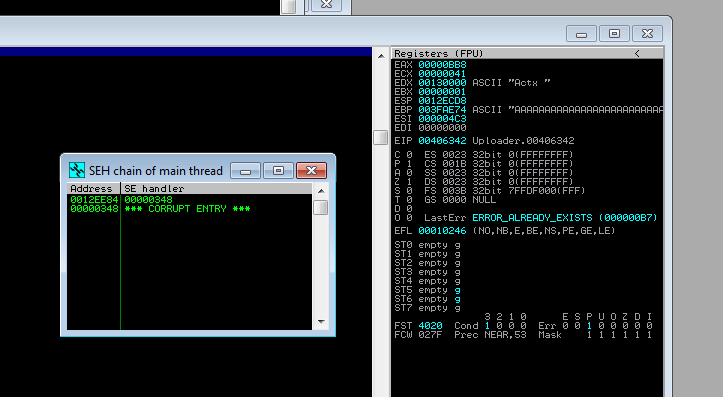 Registers (FPU) <
EAX 00000BB8
ECX 00000041
EDX 00130000 ASCII "Actx "
EBX 00000001
ESP 0012ECD8
EBP 003FAE74 ASCII "AAAAAAAAAAAAAAAAAAAAAAAA
ESI 000004C3
EDI 00000000
EIP 00406342 Uploader.00406342
C 0 ES 0023 32bit 0(FFFFFFFF)
P 1 CS 001B 32bit 0(FFFFFFFF)
A 0 SS 0023 32bit 0(FFFFFFFF)
Z 1 DS 0023 32bit 0(FFFFFFFF)
S 0 FS 003B 32bit 7FFDF000(FFF)
T 0 GS 0000 NULL
D 0
O 0 LastErr ERROR_ALREADY_EXISTS (000000B7)
EFL 00010246 (NO,NB,E,BE,NS,PE,GE,LE)
ST0 empty g
ST1 empty g
ST2 empty g
ST3 empty g
ST4 empty g
ST5 empty g
ST6 empty g
ST7 empty g
3 2 1 0 E S P U O Z D I
FST 4020 Cond 1 0 0 0 Err 0 0 1 0 0 0 0 0
FCW 027F Prec NEAR,53 Mask 1 1 1 1 1 1
SEH chain of main thread
Address SE handler
0012EE84 00000348
00000348 *** CORRUPT ENTRY ***